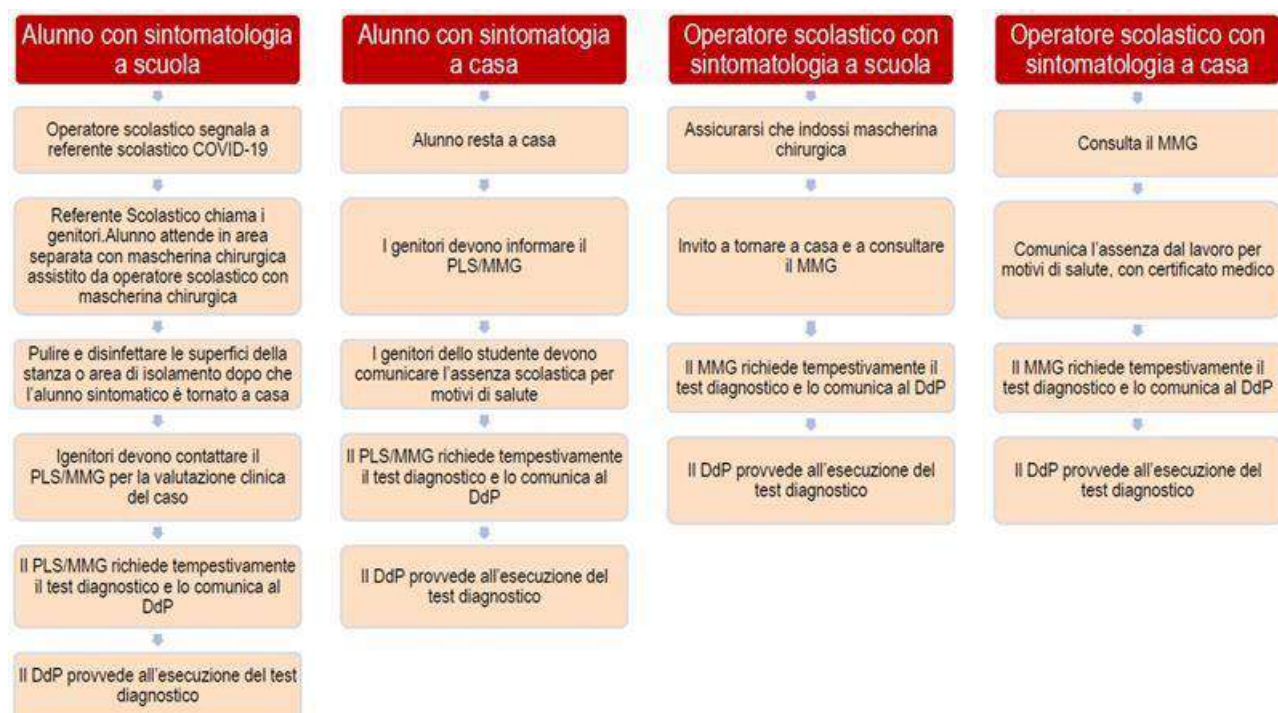 Alunno con sintomatologia
a scuola
Operatore scolastico segnala a
referente scolastico COVID-19
Referente Scolastico chiama i
genitori.Alunno attende in area
separata con mascherina chirurgica
assistito da operatore scolastico con
mascherina chirurgica
Pulire e disinfettare le superfici della
stanza o area di isolamento dopo che
l'alunno sintomatico è tornato a casa
Igenitori devono contattare il
PLS/MMG per la valutazione clinica
del caso
Il PLS/MMG richiede tempestivamente
il test diagnostico e lo comunica al
DdP
Il DdP provvede all'esecuzione del test
diagnostico
Alunno con sintomatogia
a casa
Alunno resta a casa
I genitori devono informare il
PLS/MMG
I genitori dello studente devono
comunicare l'assenza scolastica per
motivi di salute
Il PLS/MMG richiede tempestivamente
il test diagnostico e lo comunica al
DdP
Il DdP provvede all'esecuzione del
test diagnostico
Operatore scolastico con
sintomatologia a scuola
Assicurarsi che indossi mascherina
chirurgica
Invito a tornare a casa e a consultare
il MMG
Il MMG richiede tempestivamente il
test diagnostico e lo comunica al DdP
Il DdP provvede all'esecuzione del
test diagnostico
Operatore scolastico con
sintomatologia a casa
Consulta il MMG
Comunica l'assenza dal lavoro per
motivi di salute, con certificato medico
Il MMG richiede tempestivamente il
test diagnostico e lo comunica al DdP
Il DdP provvede all'esecuzione del
test diagnostico